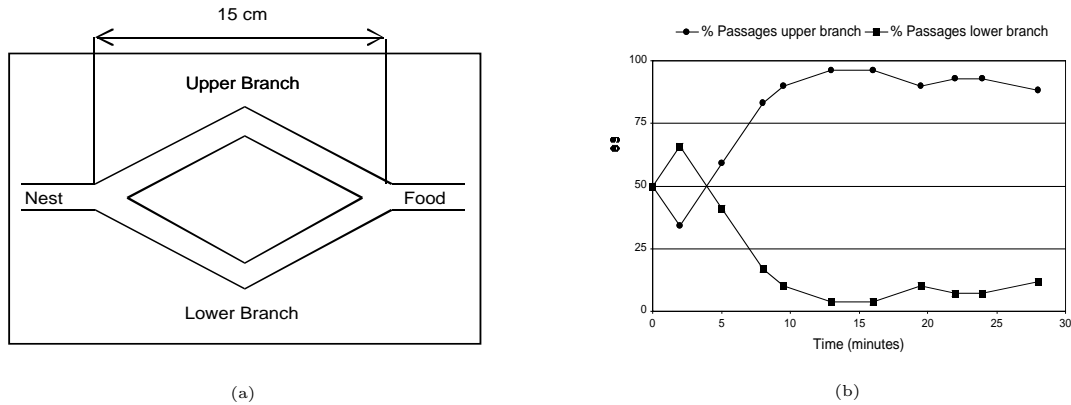 15 cm
Upper Branch
Nest
Food
Lower Branch
(a)
% Passages upper branch
% Passages lower branch
100
75
50
25
0
0 5 10 15 20 25 30
Time (minutes)
(b)